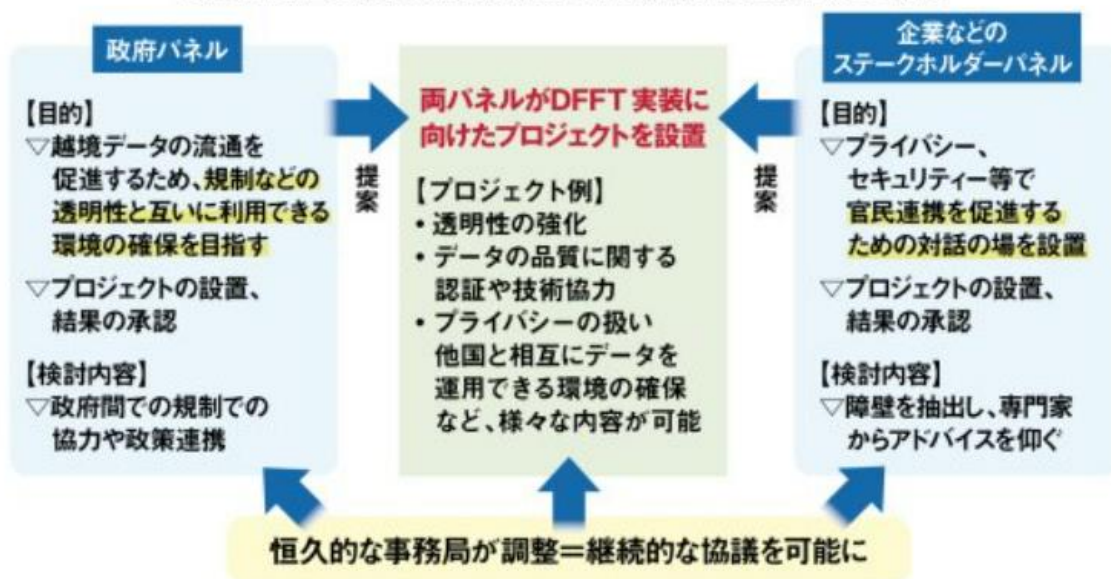 政府パネル
【目的】
▽越境データの流通を
促進するため、規制などの
透明性と互いに利用できる
環境の確保を目指す
▽プロジェクトの設置、
結果の承認
【検討内容】
▽政府間での規制での
協力や政策連携
提案
両パネルがDFFT実装に
向けたプロジェクトを設置
【プロジェクト例】
・透明性の強化
・データの品質に関する
認証や技術協力
・プライバシーの扱い
他国と相互にデータを
運用できる環境の確保
など、様々な内容が可能
提案
企業などの
ステークホルダーパネル
【目的】
▽プライバシー、
セキュリティー等で
官民連携を促進する
ための対話の場を設置
▽プロジェクトの設置、
結果の承認
【検討内容】
▽障壁を抽出し、専門家
からアドバイスを仰ぐ
恒久的な事務局が調整＝継続的な協議を可能に